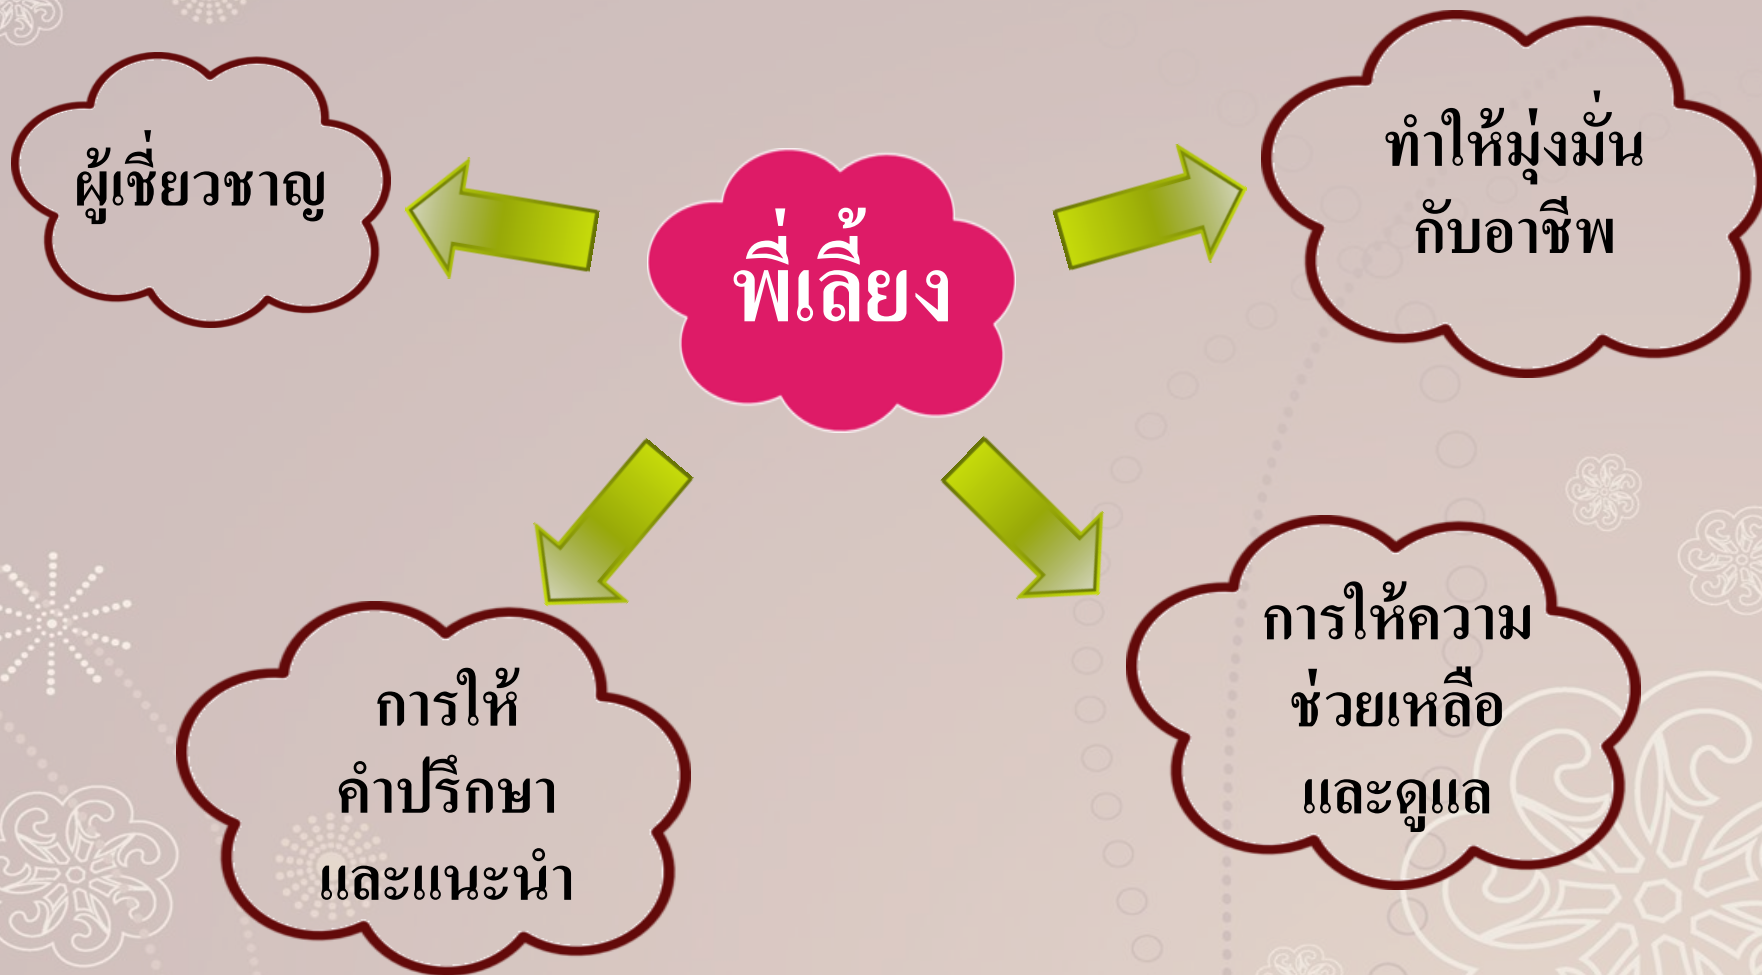 ผู้เชี่ยวชาญ
พี่เลี้ยง
ทำให้มุ่งมั่น
กับอาชีพ
การให้
คำปรึกษา
และแนะนำ
การให้ความ
ช่วยเหลือ
และดูแล